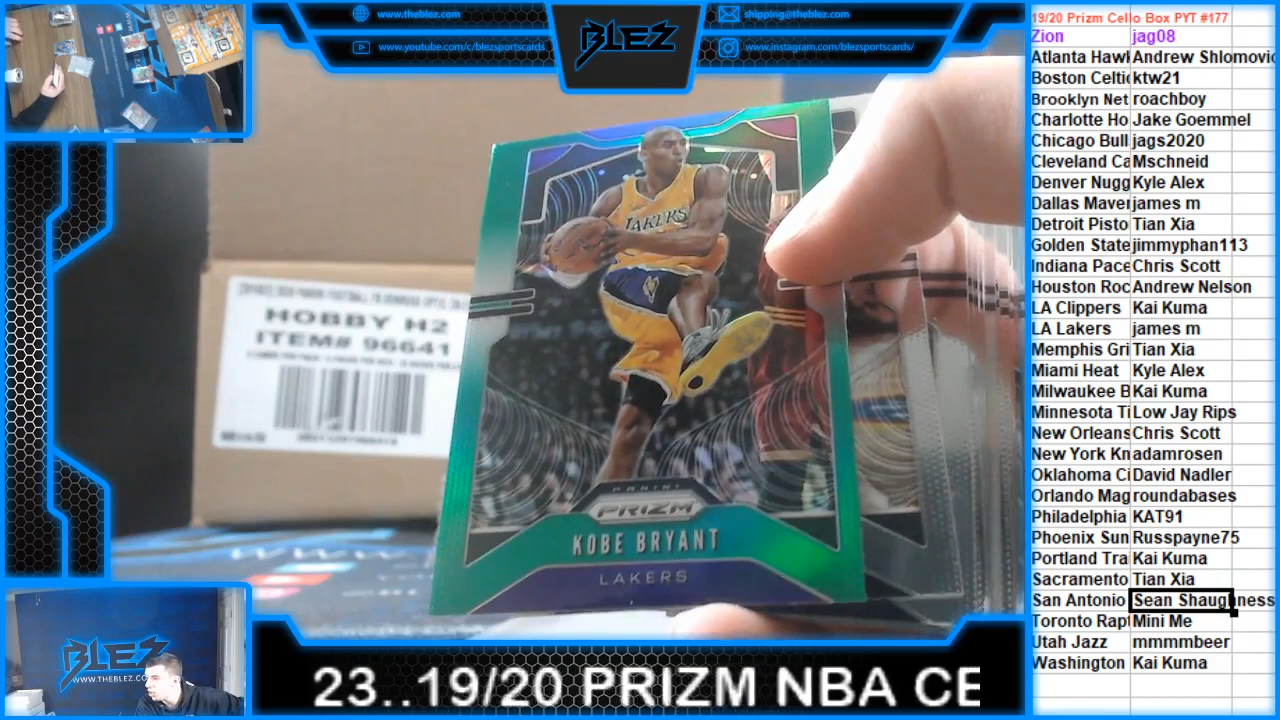 www.theblez.com
www.youtube.com/c/blezsportscards
BLEZ
shipping@theblez.com
www.instagram.com/blezsportscards/
HOBBY H2
ITEM# 96641
LAKERS
PANINI
PRIZM
KOBE BRYANT
LAKERS
BLEZ
WWW.THEBLEZ.COM
23..19/20 PRIZM NBA CE
19/20 Prizm Cello Box PYT #177
Zion jag08
Atlanta Hawk Andrew Shlomovic
Boston Celtic ktw21
Brooklyn Net roachboy
Charlotte Ho Jake Goemmel
Chicago Bull jags2020
Cleveland Ca Mschneid
Denver Nugg Kyle Alex
Dallas Maver james m
Detroit Pisto Tian Xia
Golden State jimmyphan113
Indiana Pace Chris Scott
Houston Roc Andrew Nelson
LA Clippers Kai Kuma
LA Lakers james m
Memphis Gri Tian Xia
Miami Heat Kyle Alex
Milwaukee B Kai Kuma
Minnesota Ti Low Jay Rips
New Orleans Chris Scott
New York Kn adamrosen
Oklahoma Ci David Nadler
Orlando Mag roundabases
Philadelphia KAT91
Phoenix Sun Russpayne75
Portland Tra Kai Kuma
Sacramento Tian Xia
San Antonio Sean Shaughness
Toronto Rapt Mini Me
Utah Jazz mmmmbeer
Washington Kai Kuma